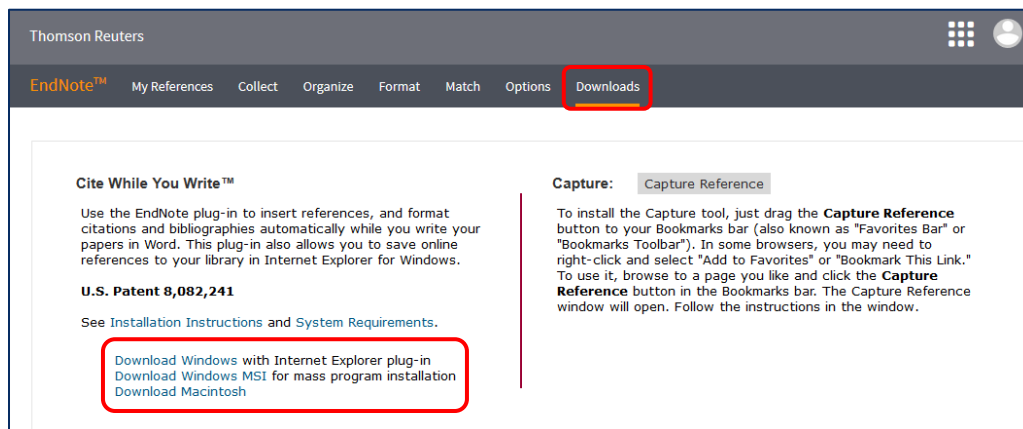 Thomson Reuters
EndNote™ My References Collect Organize Format Match Options Downloads
Cite While You Write™
Use the EndNote plug-in to insert references, and format
citations and bibliographies automatically while you write your
papers in Word. This plug-in also allows you to save online
references to your library in Internet Explorer for Windows.
U.S. Patent 8,082,241
See Installation Instructions and System Requirements.
Download Windows with Internet Explorer plug-in
Download Windows MSI for mass program installation
Download Macintosh
Capture: Capture Reference
To install the Capture tool, just drag the Capture Reference
button to your Bookmarks bar (also known as "Favorites Bar" or
"Bookmarks Toolbar"). In some browsers, you may need to
right-click and select "Add to Favorites" or "Bookmark This Link."
To use it, browse to a page you like and click the Capture
Reference button in the Bookmarks bar. The Capture Reference
window will open. Follow the instructions in the window.